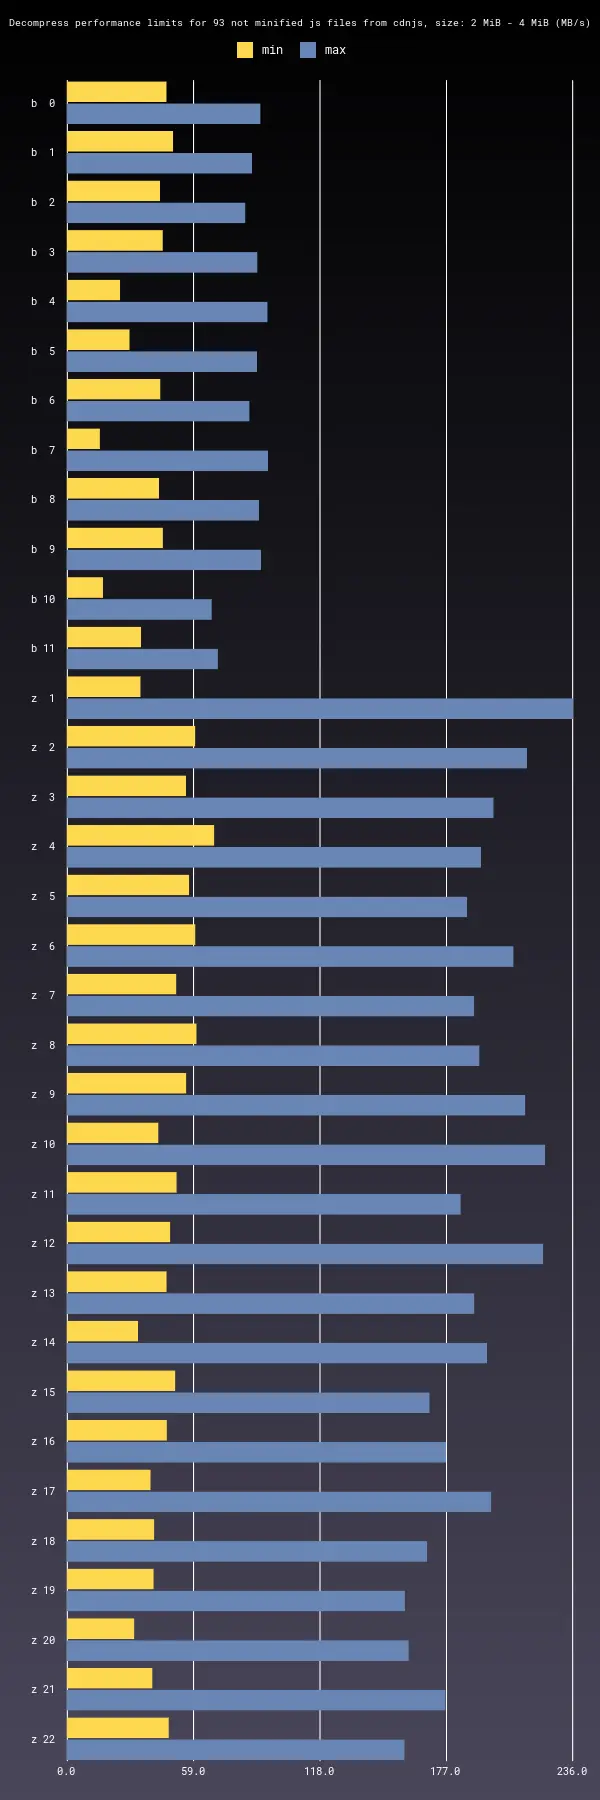 Decompress performance limits for 93 not minified js files from cdnjs, size: 2 MiB - 4 MiB (MB/s)
min max
b 0
b 1
b 2
b 3
b 4
b 5
b 6
b 7
b 8
b 9
b 10
b 11
z 1
z 2
z 3
z 4
z 5
z 6
z 7
z 8
z 9
z 10
z 11
z 12
z 13
z 14
z 15
z 16
z 17
z 18
z 19
z 20
z 21
z 22
0.0 59.0 118.0 177.0 236.0